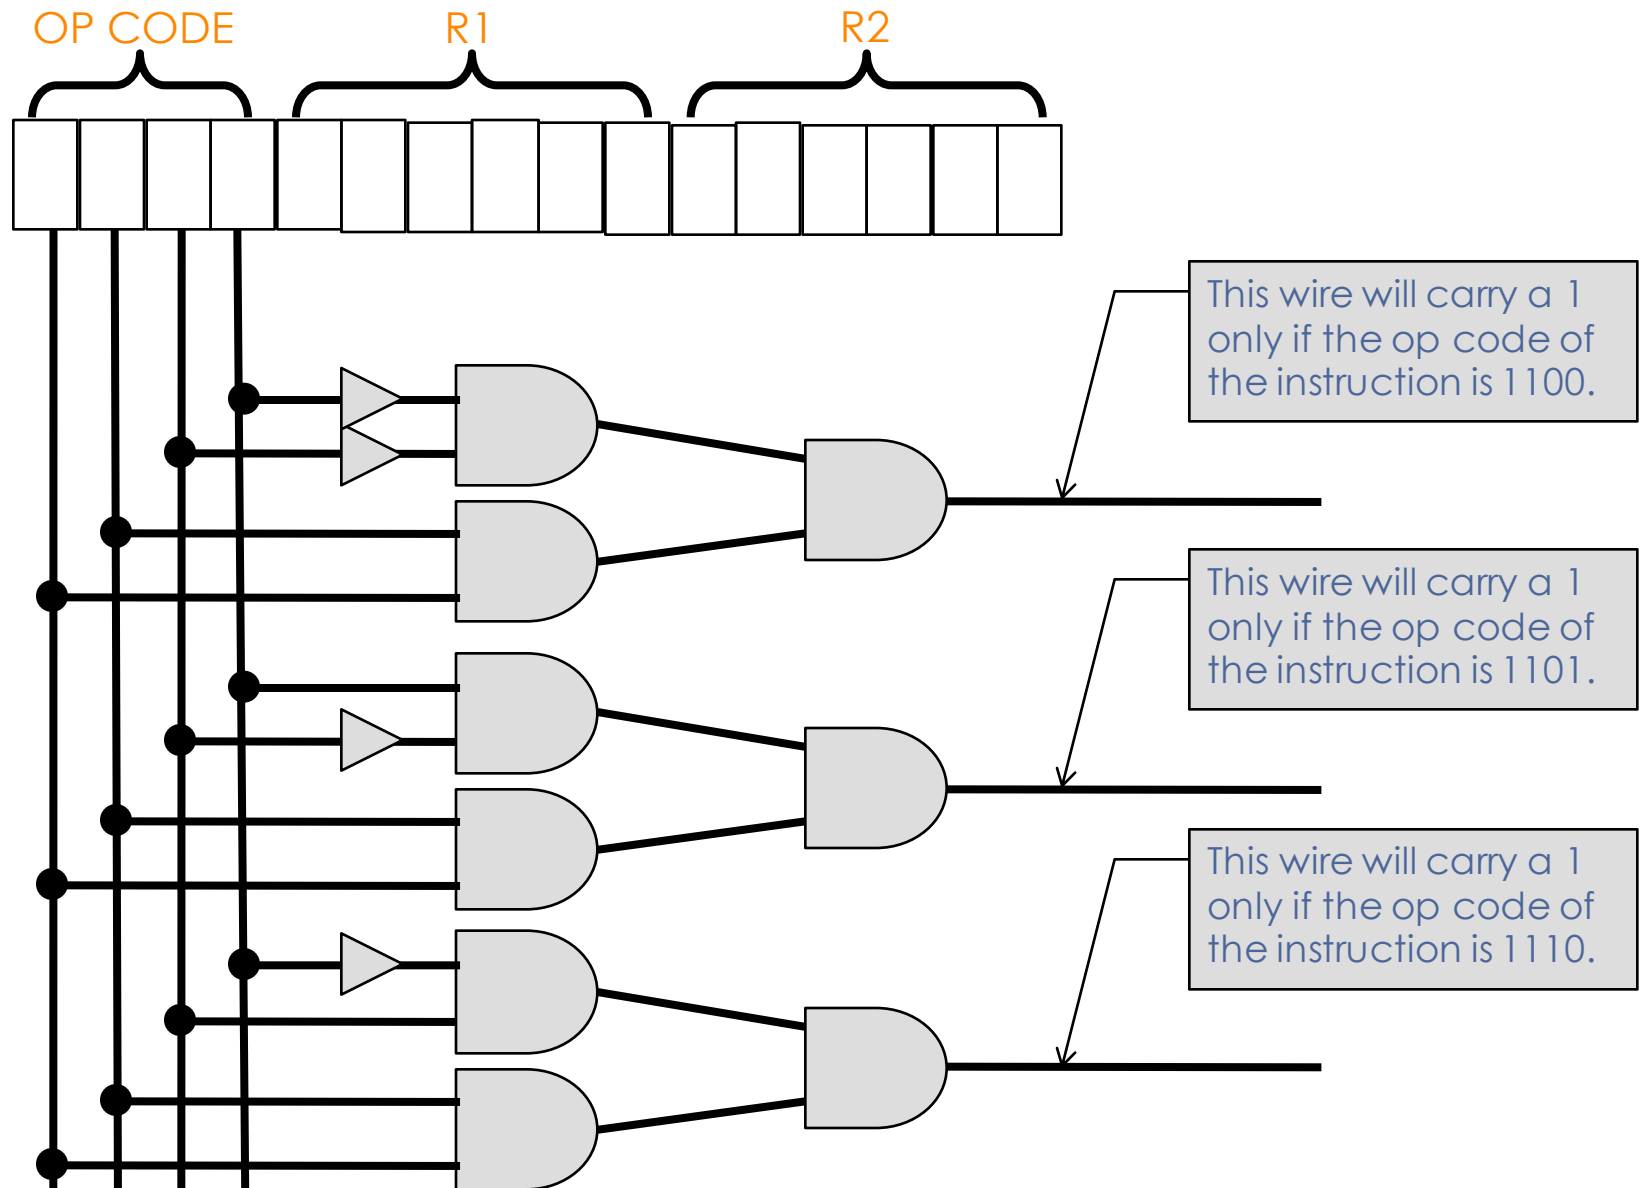 OP CODE R1 R2
This wire will carry a 1
only if the op code of
the instruction is 1100.
This wire will carry a 1
only if the op code of
the instruction is 1101.
This wire will carry a 1
only if the op code of
the instruction is 1110.